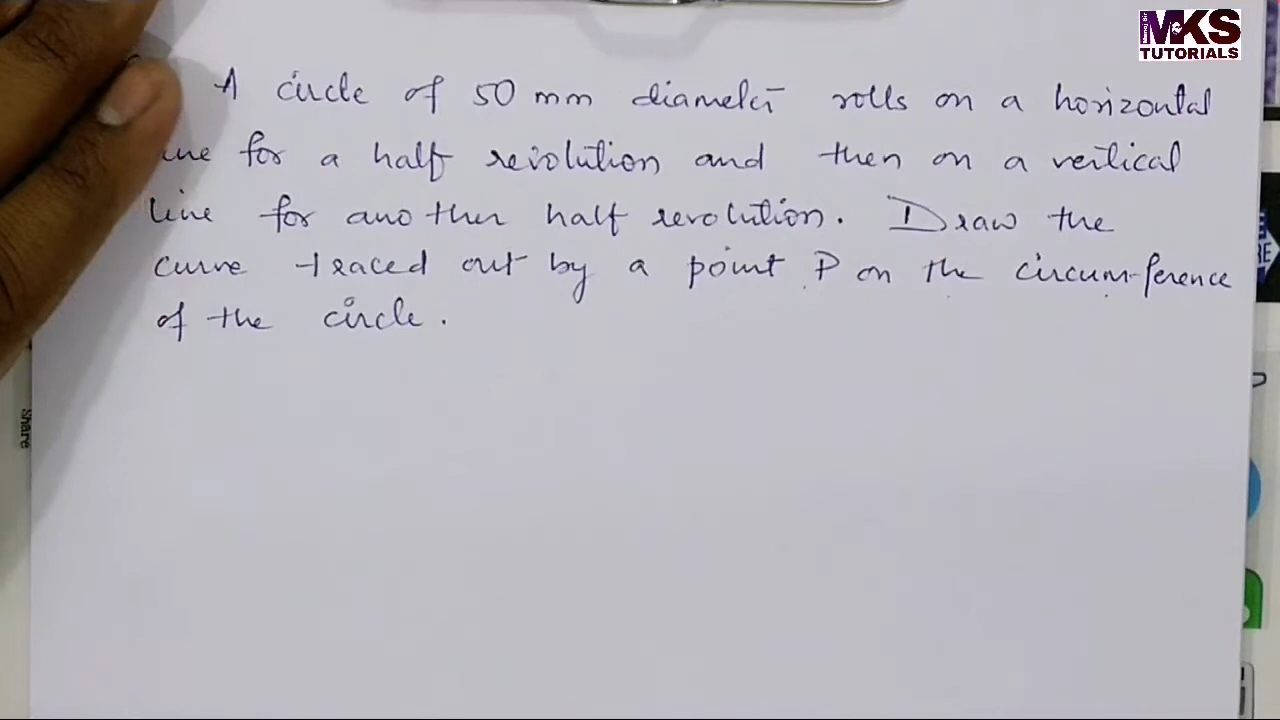 MKS
TUTORIALS
A circle of 50 mm diameter rolls on a horizontal
line for a half revolution and then on a vertical
line for another half revolution. Draw the
curve traced out by a point P on the circumference
of the circle.
Share